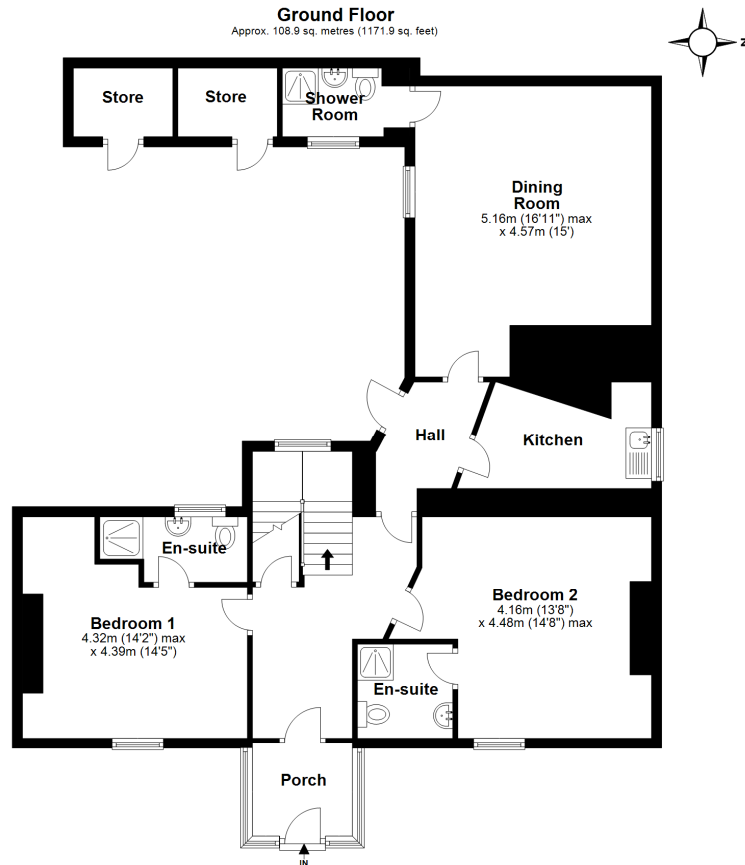 Ground Floor
Approx. 108.9 sq. metres (1171.9 sq. feet)
N
Store
Store
Shower
Room
Dining
Room
5.16m (16'11") max
x 4.57m (15')
Hall
Kitchen
En-suite
Bedroom 1
4.32m (14'2") max
x 4.39m (14'5")
Bedroom 2
4.16m (13'8")
x 4.48m (14'8") max
En-suite
Porch
IN